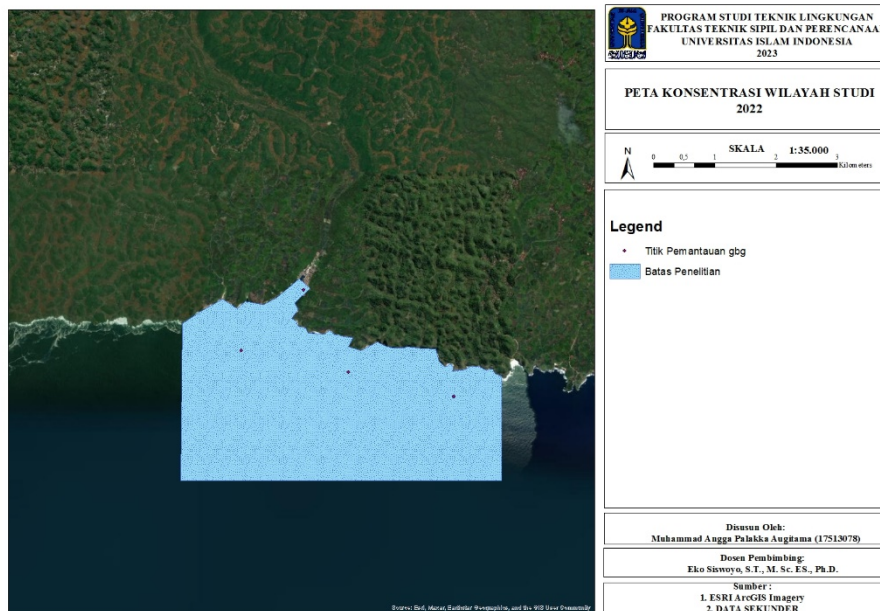 PROGRAM STUDI TEKNIK LINGKUNGAN
FAKULTAS TEKNIK SIPIL DAN PERENCANAA
UNIVERSITAS ISLAM INDONESIA
2023
PETA KONSENTRASI WILAYAH STUDI
2022
N
SKALA 1:35.000
0 0,5 1 2 3
Kilometers
Legend
Titik Pemantauan gbg
Batas Penelitian
Disusun Oleh:
Muhammad Angga Palakka Augitama (17513078)
Dosen Pembimbing:
Eko Siswoyo, S.T., M. Sc. ES., Ph.D.
Sumber :
1. ESRI ArcGIS Imagery
2. DATA SEKUNDER
Source: Esri, Maxar, Earthstar Geographics, and the GIS User Community